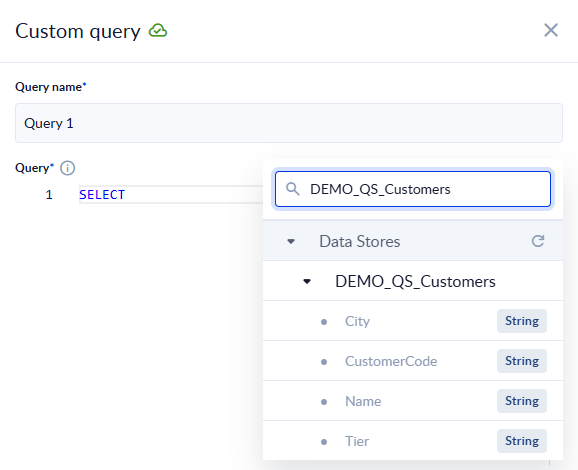 Custom query
Query name*
Query 1
Query*
1 SELECT
DEMO_QS_Customers
Data Stores
DEMO_QS_Customers
City String
CustomerCode String
Name String
Tier String